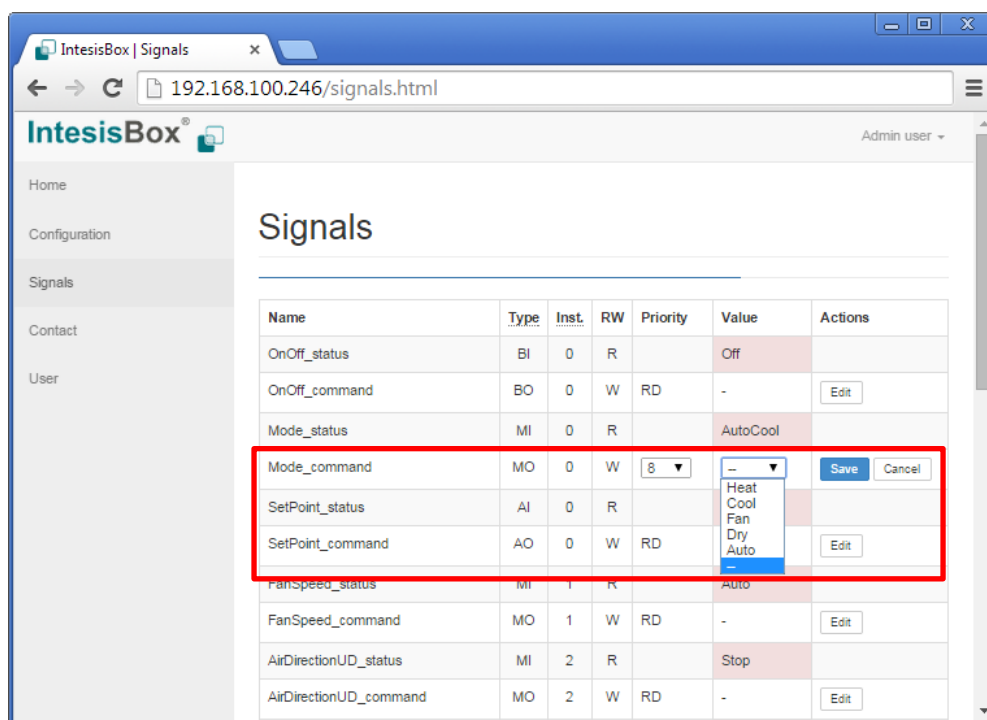 IntesisBox | Signals
192.168.100.246/signals.html
IntesisBox®
Admin user
Home
Configuration
Signals
Contact
User
Signals
Name Type Inst. RW Priority Value Actions
OnOff_status BI 0 R Off
OnOff_command BO 0 W RD - Edit
Mode_status MI 0 R AutoCool
Mode_command MO 0 W 8 -- Save Cancel
Heat
Cool
Fan
Dry
Auto
--
SetPoint_status AI 0 R
SetPoint_command AO 0 W RD Edit
FanSpeed_status MI 1 R Auto
FanSpeed_command MO 1 W RD - Edit
AirDirectionUD_status MI 2 R Stop
AirDirectionUD_command MO 2 W RD - Edit